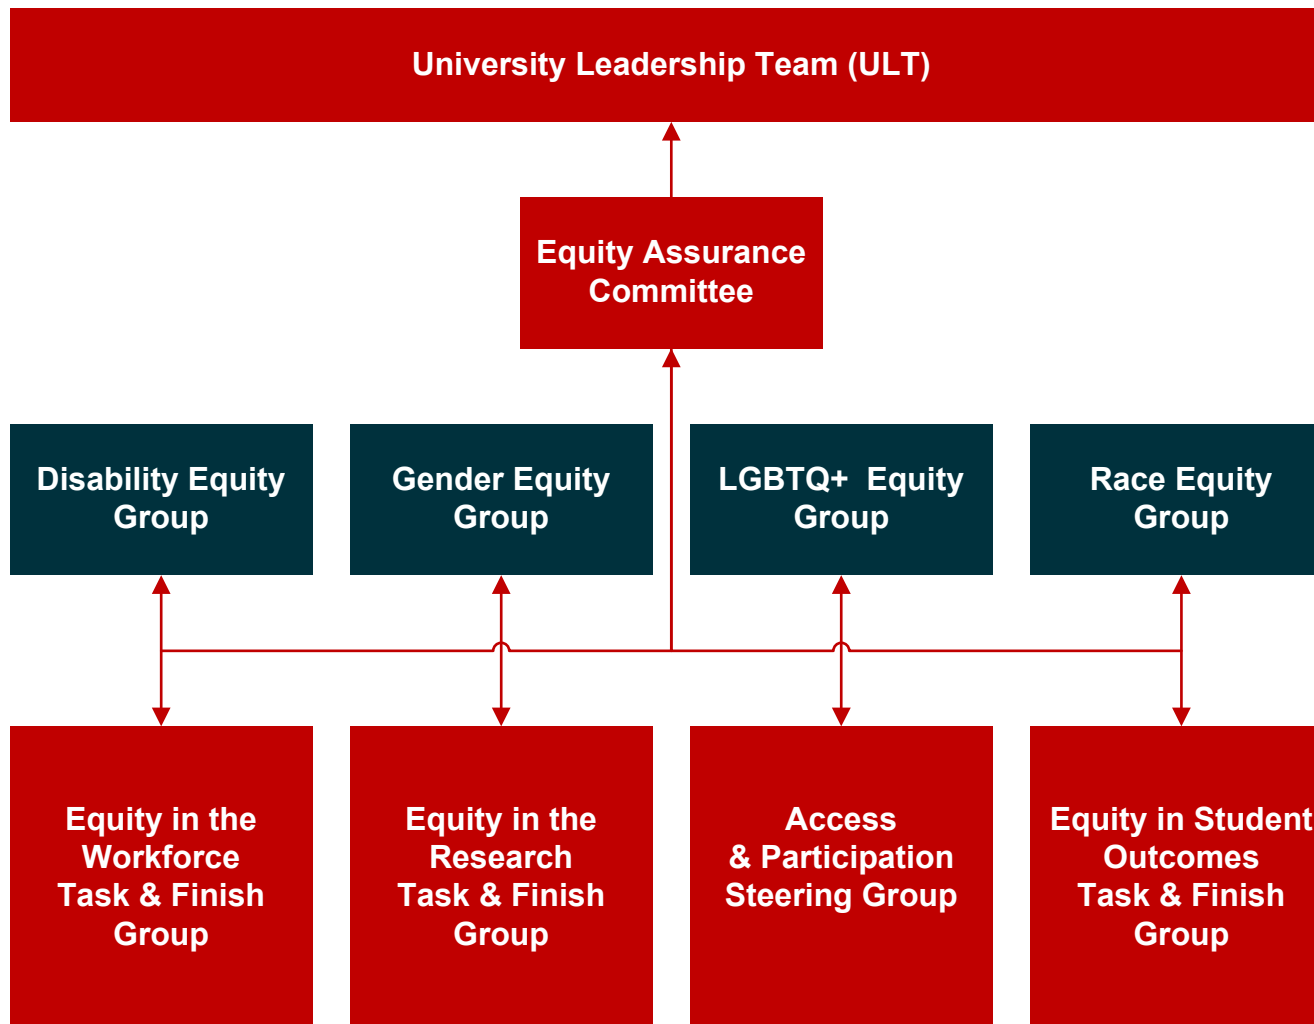 University Leadership Team (ULT)
Equity Assurance
Committee
Disability Equity
Group
Gender Equity
Group
LGBTQ+  Equity
Group
Race Equity
Group
Equity in the
Workforce
Task & Finish
Group
Equity in the
Research
Task & Finish
Group
Access
& Participation
Steering Group
Equity in Student
Outcomes
Task & Finish
Group